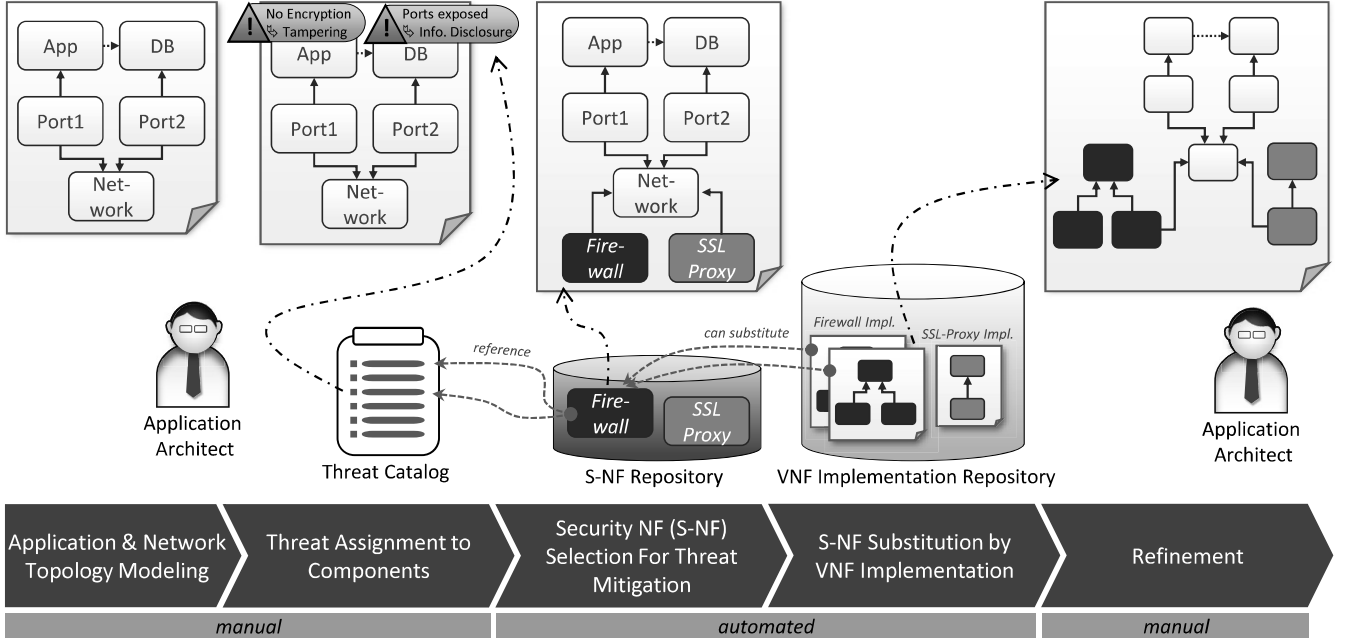 App
DB
Port1
Port2
Net-
work
No Encryption
Tampering
Ports exposed
Info. Disclosure
App
DB
Port1
Port2
Net-
work
App
DB
Port1
Port2
Net-
work
Fire-
wall
SSL
Proxy
Application
Architect
reference
Threat Catalog
can substitute
Fire-
wall
SSL
Proxy
S-NF Repository
Firewall Impl.
SSL-Proxy Impl.
VNF Implementation Repository
Application
Architect
Application & Network
Topology Modeling
Threat Assignment to
Components
Security NF (S-NF)
Selection For Threat
Mitigation
S-NF Substitution by
VNF Implementation
Refinement
manual
automated
manual